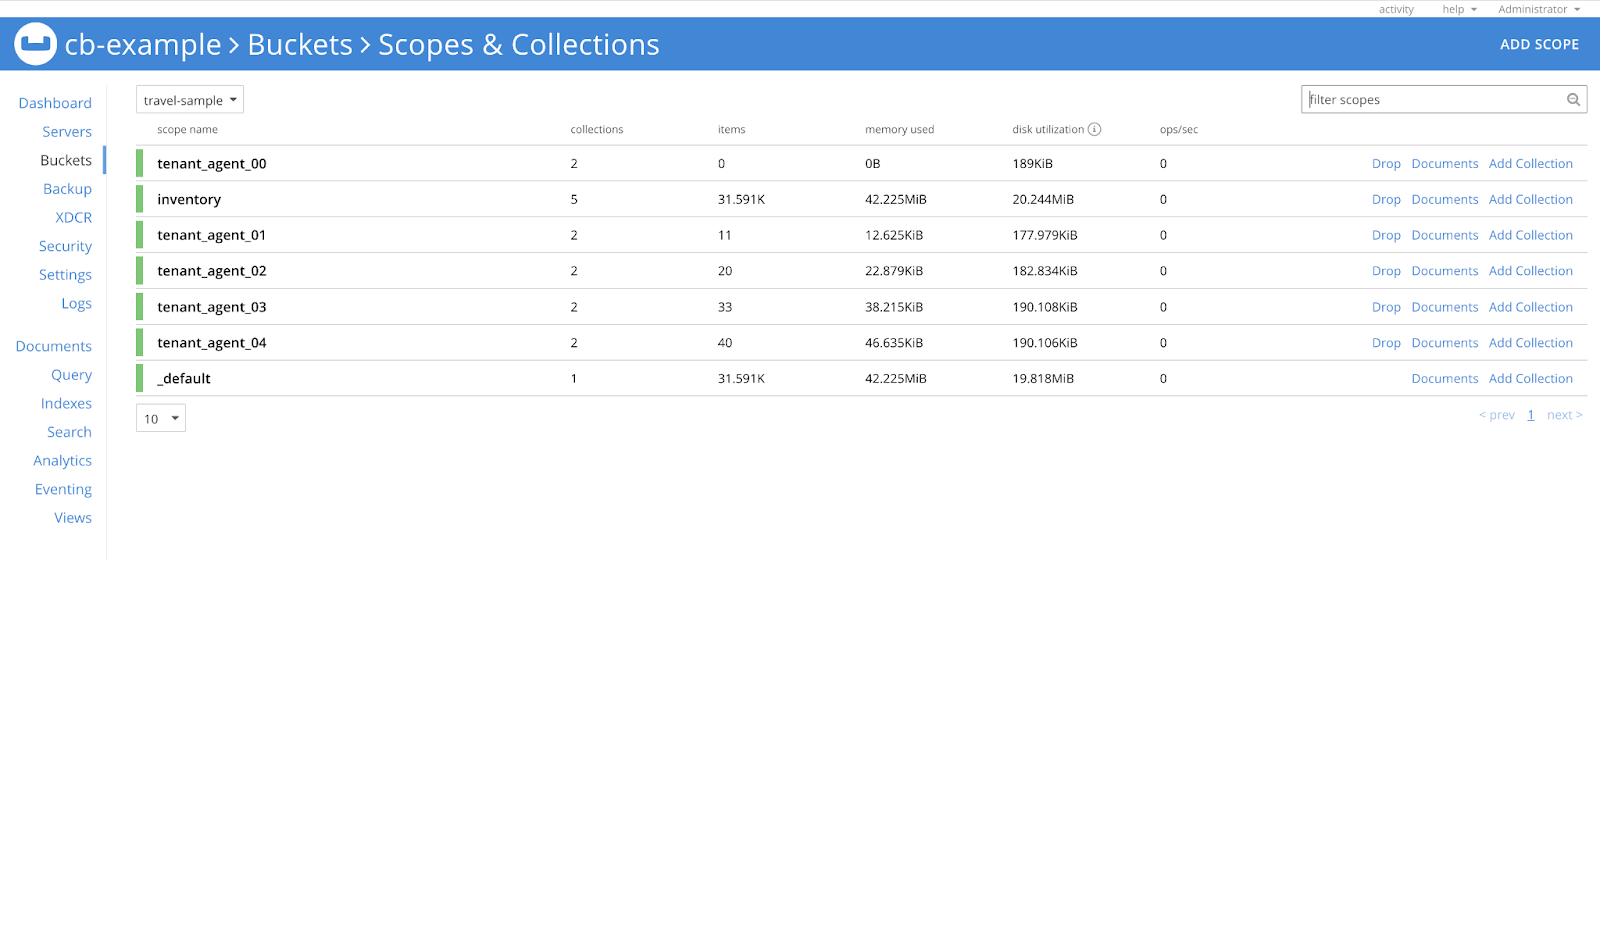 activity help Administrator
cb-example > Buckets > Scopes & Collections ADD SCOPE
Dashboard
Servers
Buckets
Backup
XDCR
Security
Settings
Logs
Documents
Query
Indexes
Search
Analytics
Eventing
Views
travel-sample filter scopes
scope name collections items memory used disk utilization ops/sec
tenant_agent_00 2 0 0B 189KiB 0 Drop Documents Add Collection
inventory 5 31.591K 42.225MiB 20.244MiB 0 Drop Documents Add Collection
tenant_agent_01 2 11 12.625KiB 177.979KiB 0 Drop Documents Add Collection
tenant_agent_02 2 20 22.879KiB 182.834KiB 0 Drop Documents Add Collection
tenant_agent_03 2 33 38.215KiB 190.108KiB 0 Drop Documents Add Collection
tenant_agent_04 2 40 46.635KiB 190.106KiB 0 Drop Documents Add Collection
_default 1 31.591K 42.225MiB 19.818MiB 0 Documents Add Collection
10 < prev 1 next >